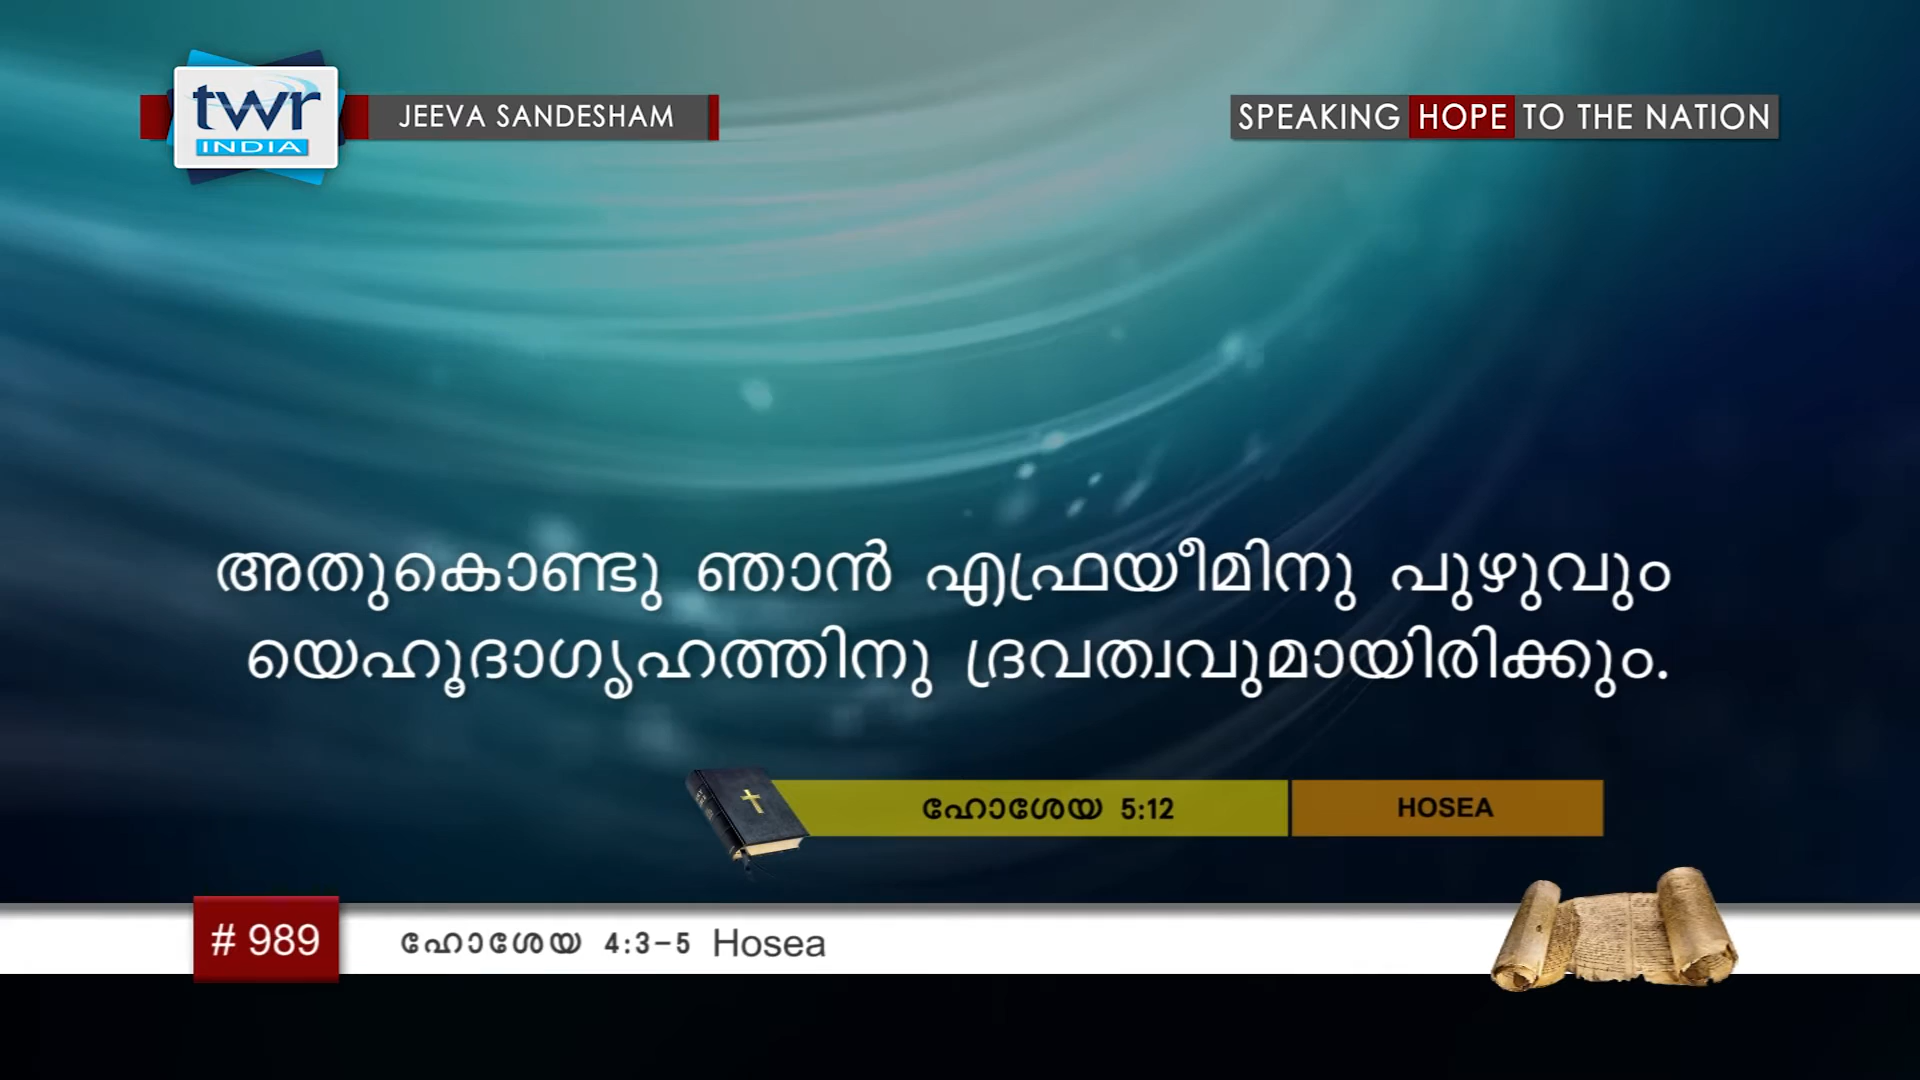 twr
INDIA
JEEVA SANDESHAM
SPEAKING HOPE TO THE NATION
അതുകൊണ്ടു ഞാൻ എഫ്രയീമിനു പുഴുവും
യെഹൂദാഗൃഹത്തിനു ദ്രവത്വവുമായിരിക്കും.
ഹോശേയ 5:12
HOSEA
# 989
ഹോശേയ 4:3-5 Hosea